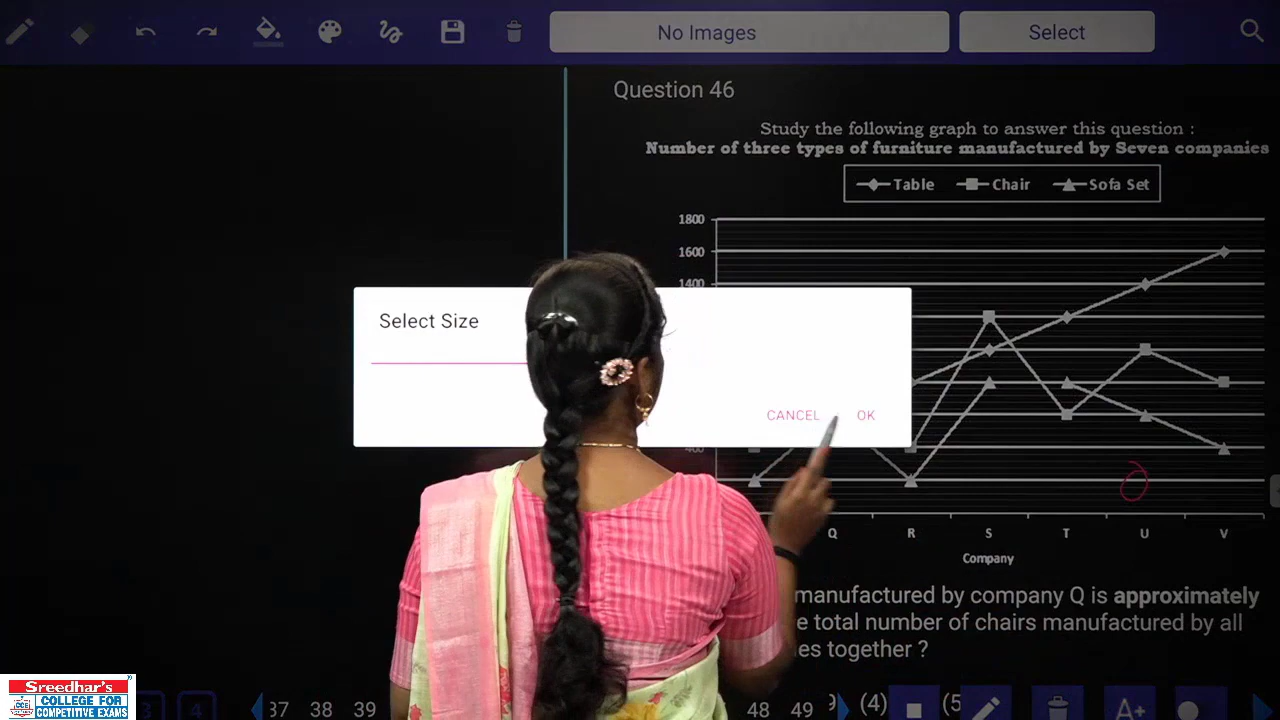 No Images
Select
Question 46
Study the following graph to answer this question :
Number of three types of furniture manufactured by Seven companies
Table Chair Sofa Set
1800
1600
1400
Select Size
CANCEL OK
Q R S T U V
Company
manufactured by company Q is approximately
total number of chairs manufactured by all
together ?
37 38 39 48 49 (4)
3 4
A+
Sreedhar's
CCE
COLLEGE FOR
COMPETITIVE EXAMS